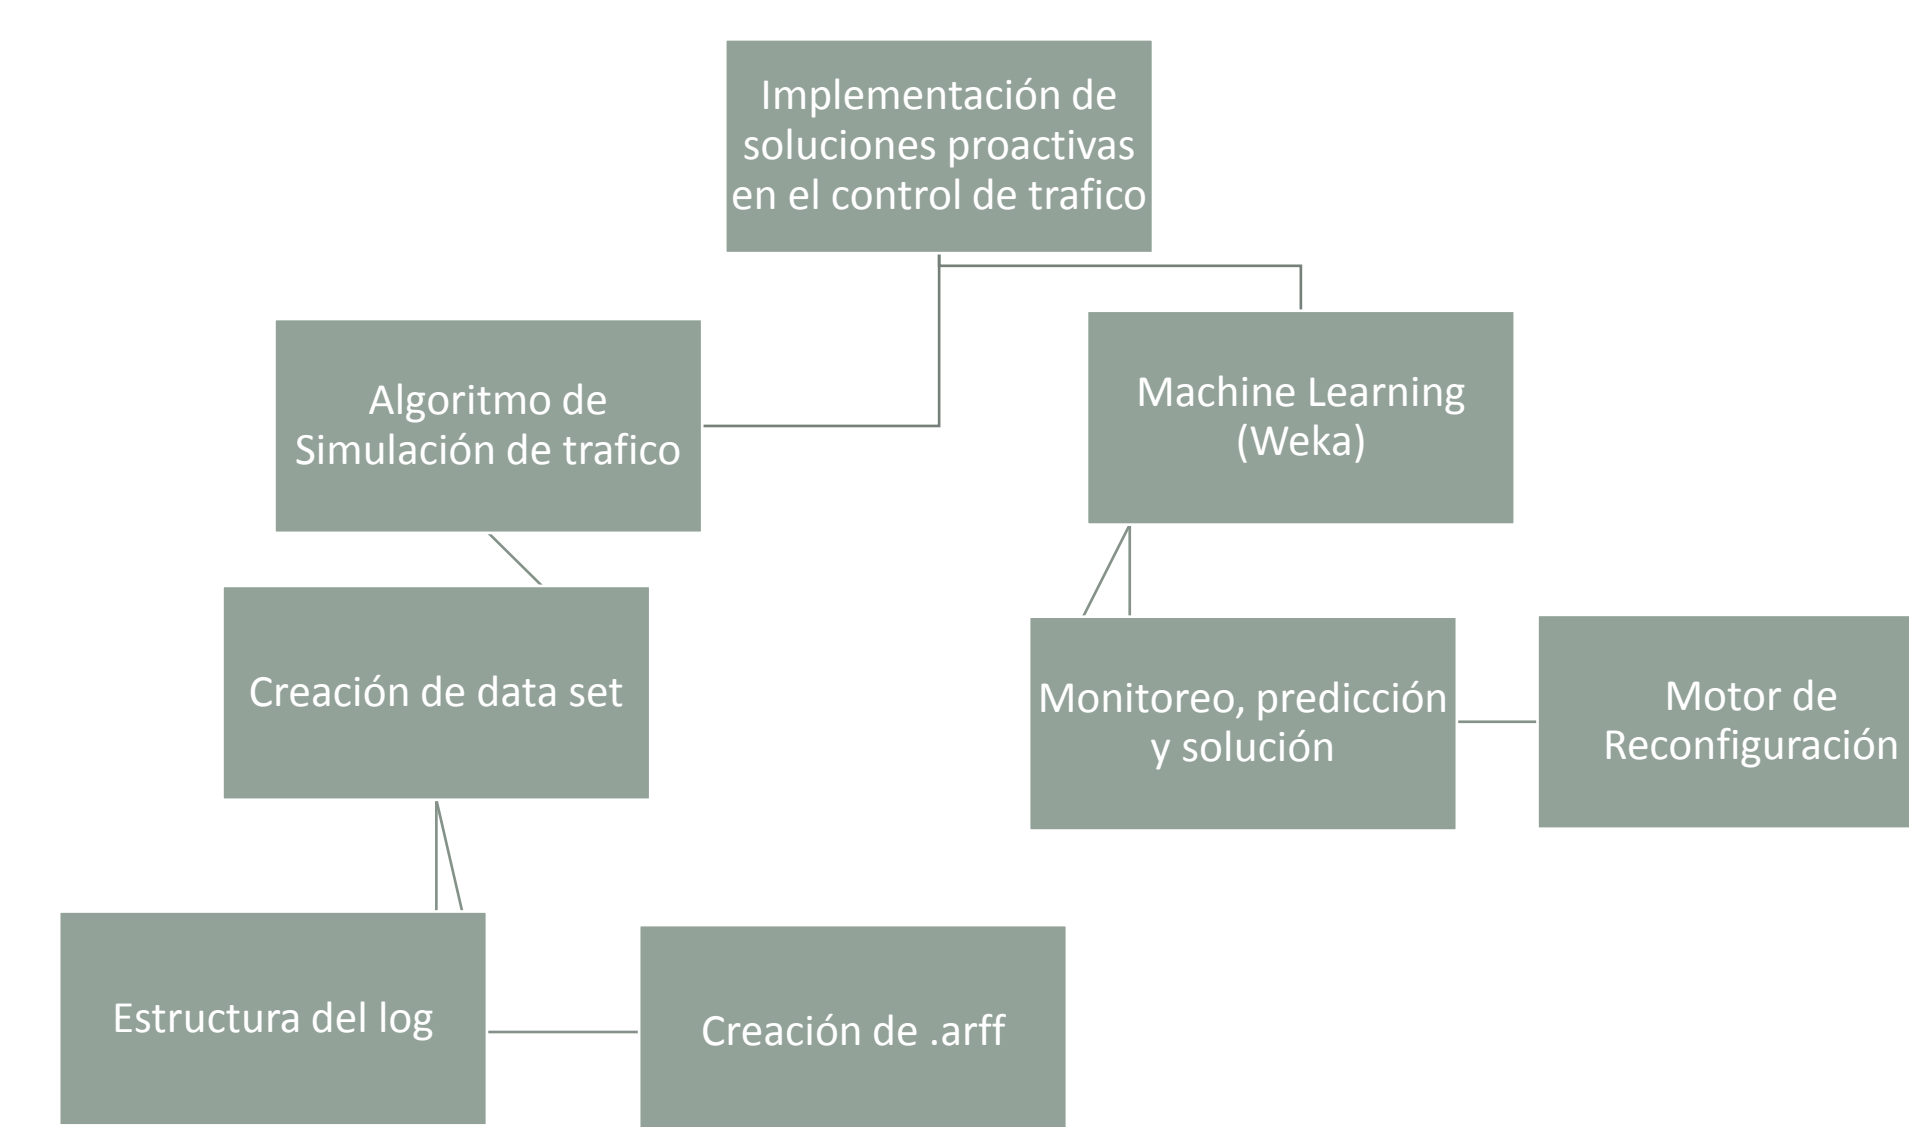 Implementación de
soluciones proactivas
en el control de trafico
Algoritmo de
Simulación de trafico
Machine Learning
(Weka)
Creación de data set
Monitoreo, predicción
y solución
Motor de
Reconfiguración
Estructura del log
Creación de .arff